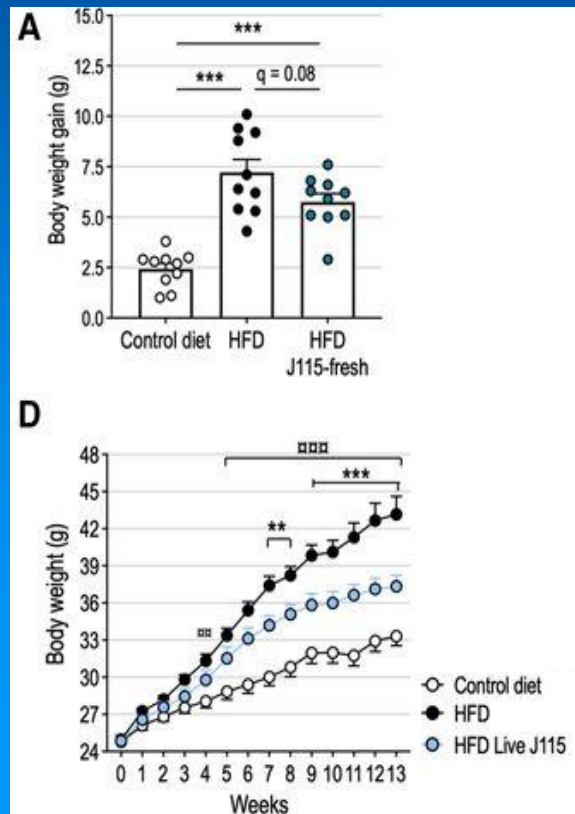 A
***
***
q = 0.08
Body weight gain (g)
15.0
12.5
10.0
7.5
5.0
2.5
0.0
Control diet
HFD
HFD
J115-fresh
D
¤¤¤
***
**
¤¤
Body weight (g)
48
45
42
39
36
33
30
27
24
0 1 2 3 4 5 6 7 8 9 10 11 12 13
Weeks
Control diet
HFD
HFD Live J115